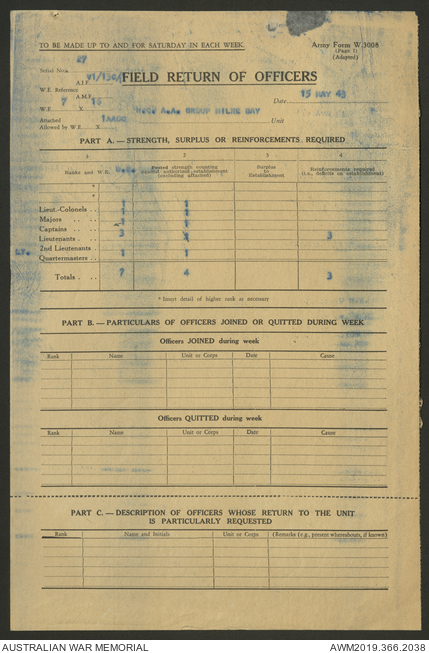 TO BE MADE UP TO AND FOR SATURDAY IN EACH WEEK.
Army Form W.3008
(Page 1)
(Adapted)
27
Serial No.
A.I.F.
FIELD RETURN OF OFFICERS
W.E. Reference
A.M.F.
7 16
Date 15 MAY 43
W.E. X
H.Q. A.A. GROUP MILNE BAY Unit
Attached
Allowed by W.E. X
PART A.—STRENGTH, SURPLUS OR REINFORCEMENTS REQUIRED
1 2 3 4
Ranks and W.E.
Posted strength counting against authorised establishment (excluding attached)
Surplus to Establishment
Reinforcements required (i.e., deficits on establishment)
*
*
Lieut.-Colonels 1 1
Majors 1 1
Captains 1 1
Lieutenants 3 3
2nd Lieutenants
Quartermasters 1 1
Totals 7 4 3
* Insert detail of higher rank as necessary
PART B.—PARTICULARS OF OFFICERS JOINED OR QUITTED DURING WEEK
Officers JOINED during week
Rank Name Unit or Corps Date Cause
Officers QUITTED during week
Rank Name Unit or Corps Date Cause
PART C.—DESCRIPTION OF OFFICERS WHOSE RETURN TO THE UNIT
IS PARTICULARLY REQUESTED
Rank Name and Initials Unit or Corps (Remarks (e.g., present whereabouts, if known)
AUSTRALIAN WAR MEMORIAL
AWM2019.366.2038